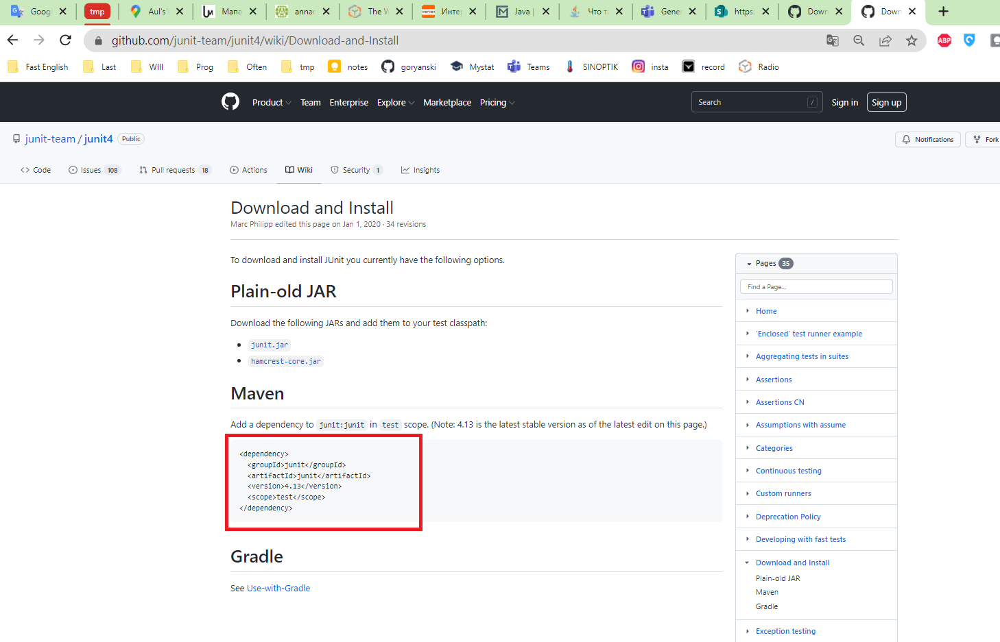 Googl
tmp
Aul's
Мапа
annar
The W
Интер
Java |
Что т
Gener
https:
Down
Down
github.com/junit-team/junit4/wiki/Download-and-Install
ABP
Fast English
Last
WIll
Prog
Often
tmp
notes
goryanski
Mystat
Teams
SINOPTIK
insta
record
Radio
Product
Team
Enterprise
Explore
Marketplace
Pricing
Search
/
Sign in
Sign up
junit-team / junit4
Public
Notifications
Fork
Code
Issues 108
Pull requests 18
Actions
Wiki
Security 1
Insights
Download and Install
Marc Philipp edited this page on Jan 1, 2020 · 34 revisions
To download and install JUnit you currently have the following options.
Plain-old JAR
Download the following JARs and add them to your test classpath:
junit.jar
hamcrest-core.jar
Maven
Add a dependency to junit:junit in test scope. (Note: 4.13 is the latest stable version as of the latest edit on this page.)
<dependency>
<groupId>junit</groupId>
<artifactId>junit</artifactId>
<version>4.13</version>
<scope>test</scope>
</dependency>
Gradle
See Use-with-Gradle
Pages 35
Find a Page...
Home
'Enclosed' test runner example
Aggregating tests in suites
Assertions
Assertions CN
Assumptions with assume
Categories
Continuous testing
Custom runners
Deprecation Policy
Developing with fast tests
Download and Install
Plain-old JAR
Maven
Gradle
Exception testing